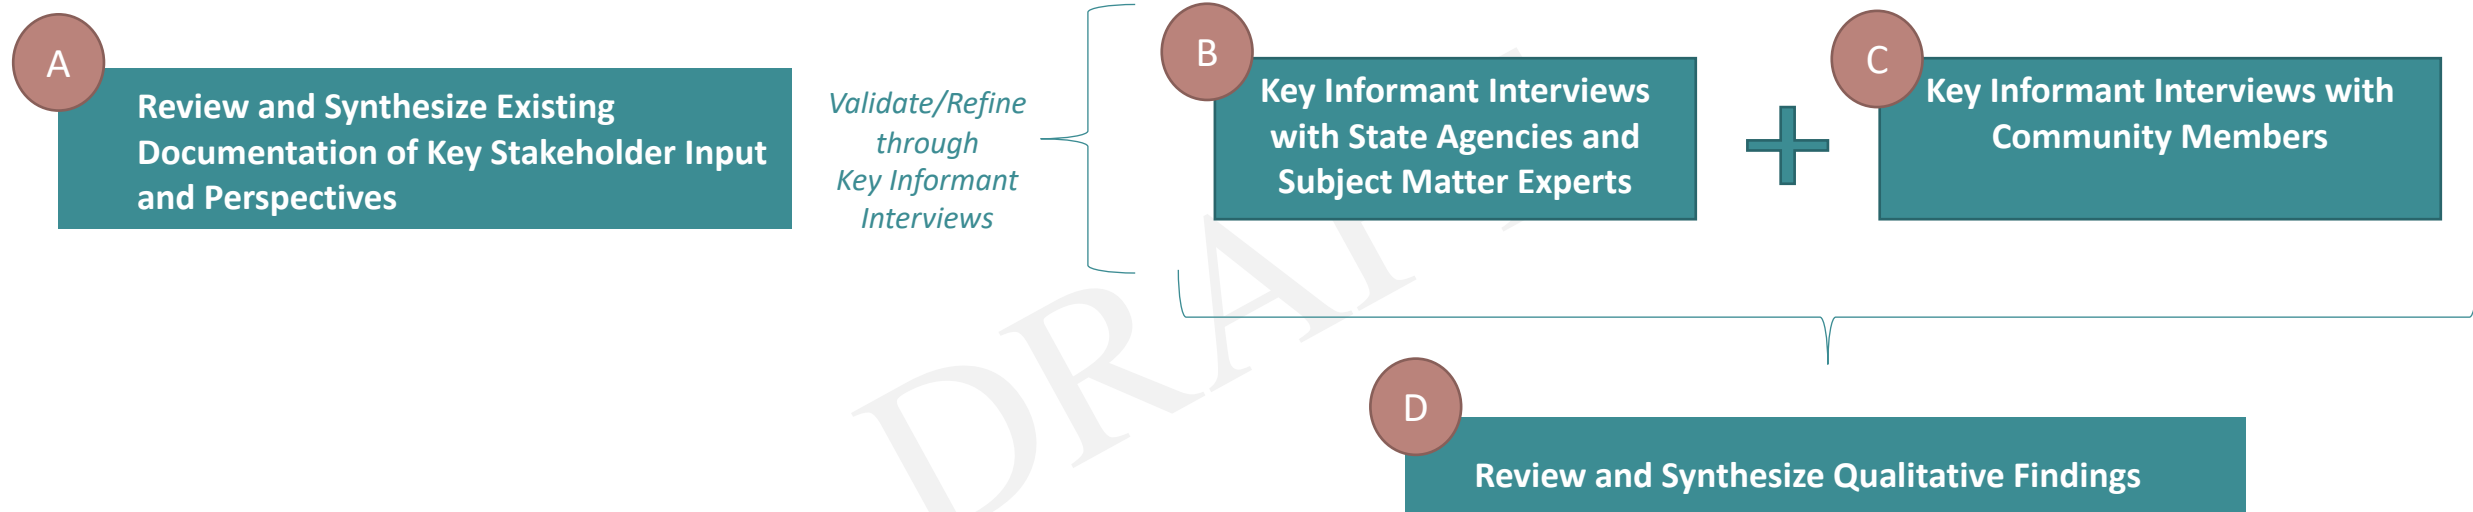 A
Review and Synthesize Existing
Documentation of Key Stakeholder Input
and Perspectives
Validate/Refine
through
Key Informant
Interviews
B
Key Informant Interviews
with State Agencies and
Subject Matter Experts
C
Key Informant Interviews with
Community Members
D
Review and Synthesize Qualitative Findings
DRAFT